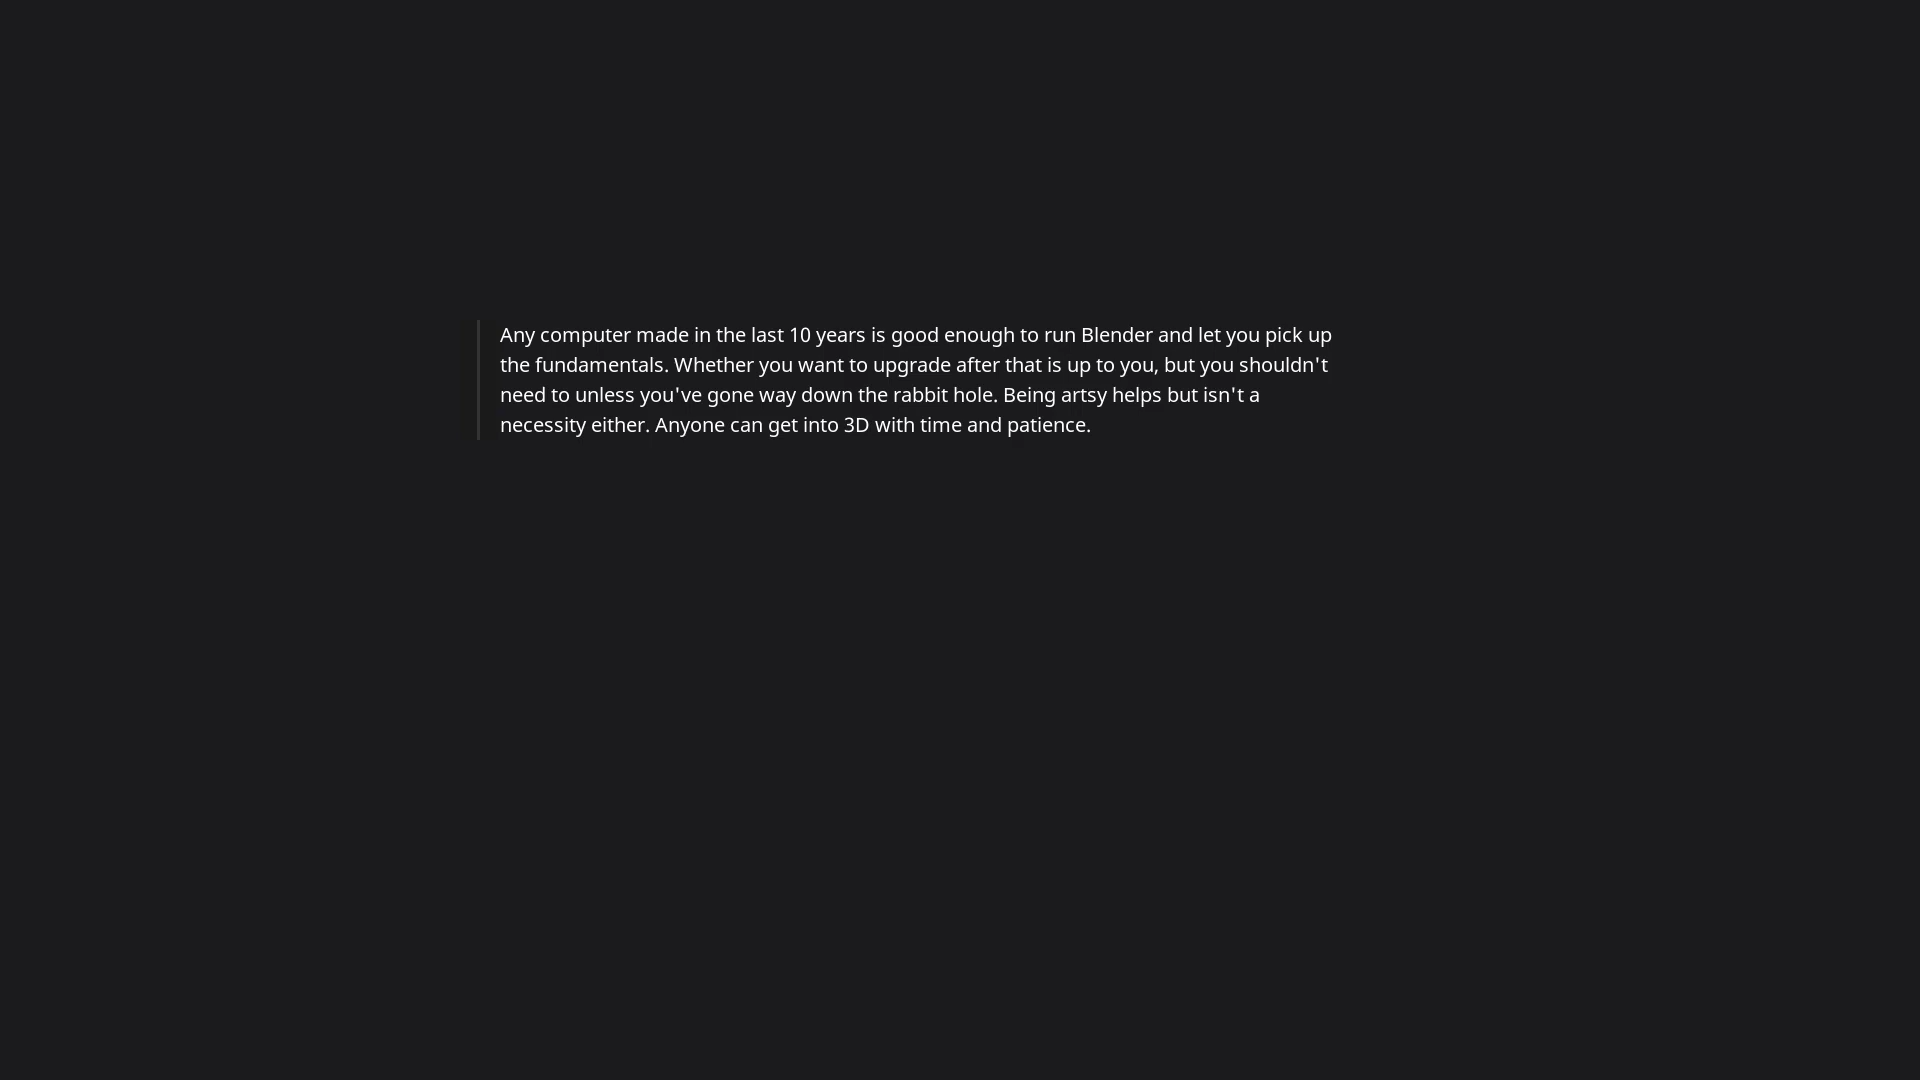 Any computer made in the last 10 years is good enough to run Blender and let you pick up
the fundamentals. Whether you want to upgrade after that is up to you, but you shouldn't
need to unless you've gone way down the rabbit hole. Being artsy helps but isn't a
necessity either. Anyone can get into 3D with time and patience.